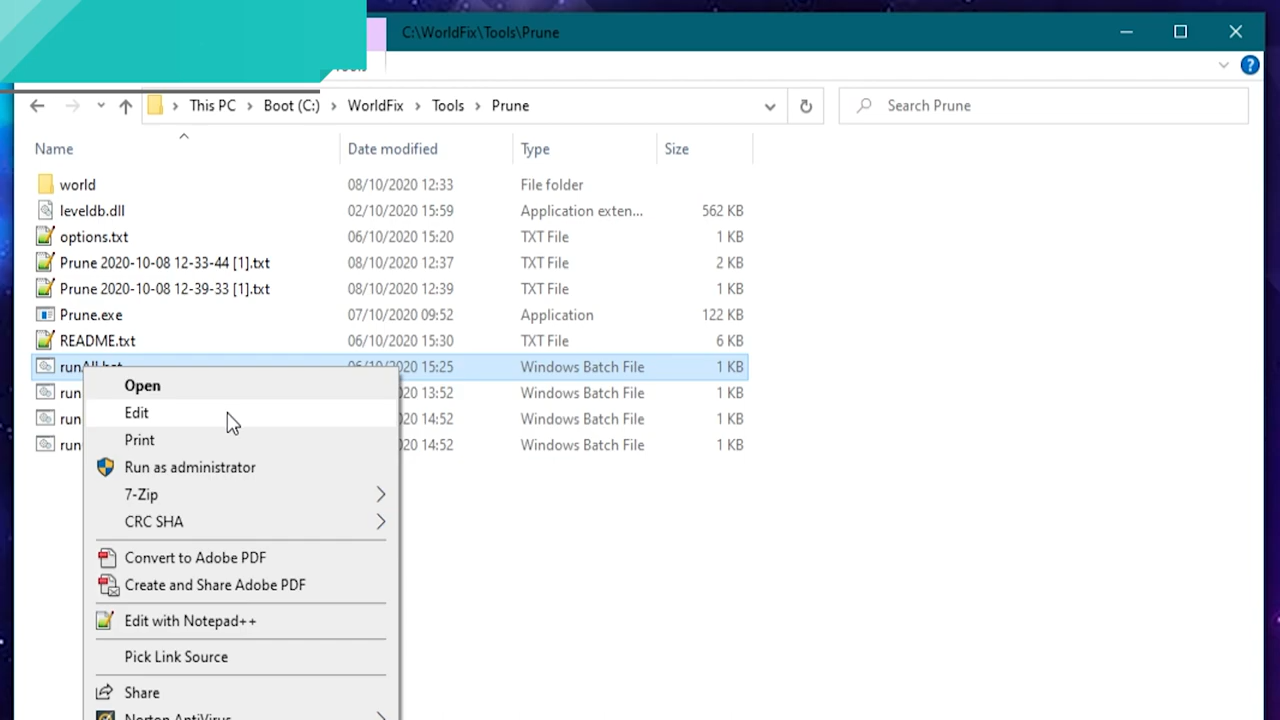 C:\WorldFix\Tools\Prune
This PC > Boot (C:) > WorldFix > Tools > Prune
Search Prune
Name Date modified Type Size
world 08/10/2020 12:33 File folder
leveldb.dll 02/10/2020 15:59 Application exten... 562 KB
options.txt 06/10/2020 15:20 TXT File 1 KB
Prune 2020-10-08 12-33-44 [1].txt 08/10/2020 12:37 TXT File 2 KB
Prune 2020-10-08 12-39-33 [1].txt 08/10/2020 12:39 TXT File 1 KB
Prune.exe 07/10/2020 09:52 Application 122 KB
README.txt 06/10/2020 15:30 TXT File 6 KB
runAll.bat 06/10/2020 15:25 Windows Batch File 1 KB
run 020 13:52 Windows Batch File 1 KB
run 020 14:52 Windows Batch File 1 KB
run 020 14:52 Windows Batch File 1 KB
Open
Edit
Print
Run as administrator
7-Zip
CRC SHA
Convert to Adobe PDF
Create and Share Adobe PDF
Edit with Notepad++
Pick Link Source
Share
Norton AntiVirus